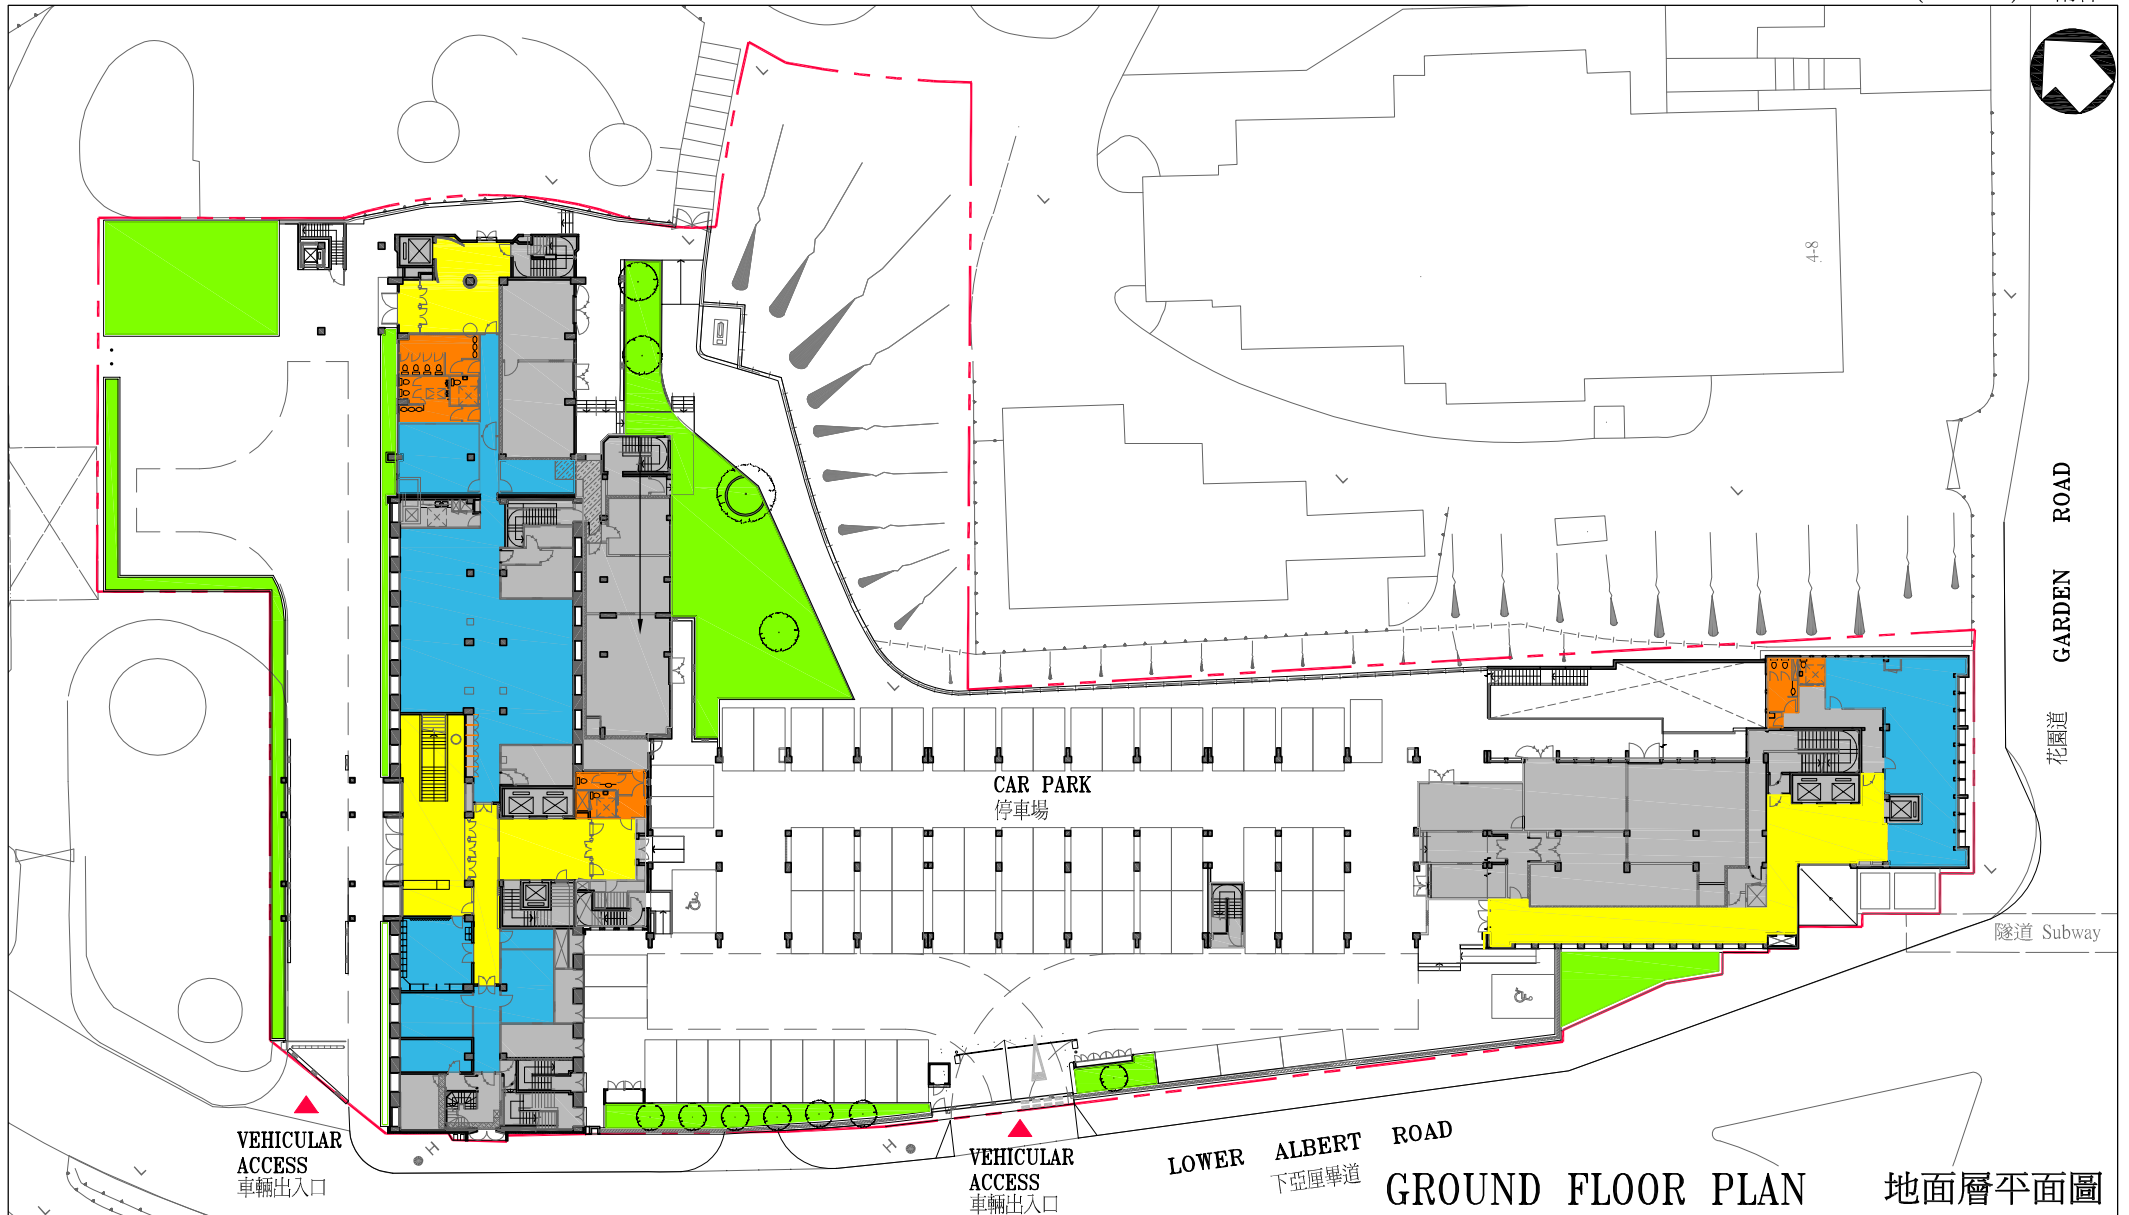 4-8
GARDEN ROAD
花園道
CAR PARK
停車場
隧道 Subway
VEHICULAR
ACCESS
車輛出入口
VEHICULAR
ACCESS
車輛出入口
LOWER ALBERT ROAD
下亞厘畢道
GROUND FLOOR PLAN 地面層平面圖